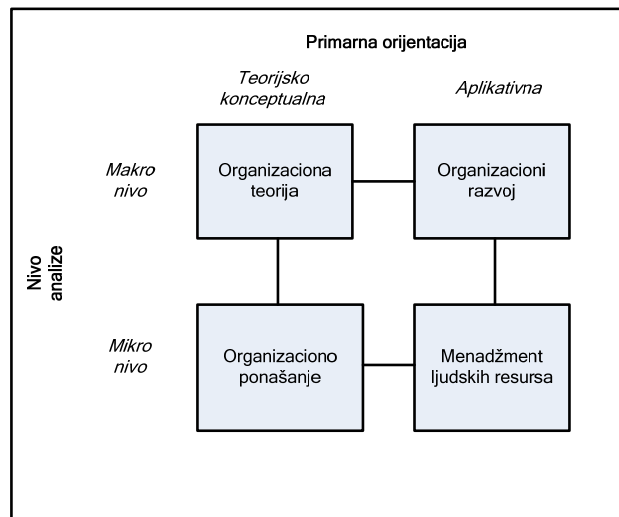 Primarna orijentacija
Teorijsko
konceptualna
Aplikativna
Makro
nivo
Organizaciona
teorija
Organizacioni
razvoj
Nivo
analize
Mikro
nivo
Organizaciono
ponašanje
Menadžment
ljudskih resursa